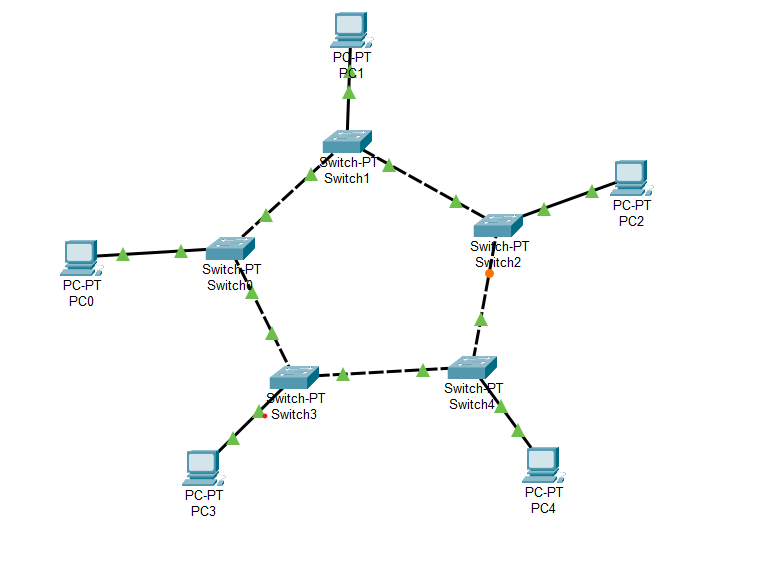 PC-PT
PC1
Switch-PT
Switch1
PC-PT
PC2
Switch-PT
Switch2
Switch-PT
Switch0
PC-PT
PC0
Switch-PT
Switch3
Switch-PT
Switch4
PC-PT
PC3
PC-PT
PC4